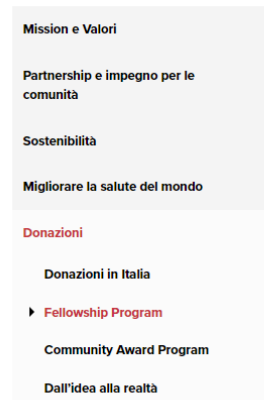 Mission e Valori
Partnership e impegno per le
comunità
Sostenibilità
Migliorare la salute del mondo
Donazioni
Donazioni in Italia
Fellowship Program
Community Award Program
Dall'idea alla realtà